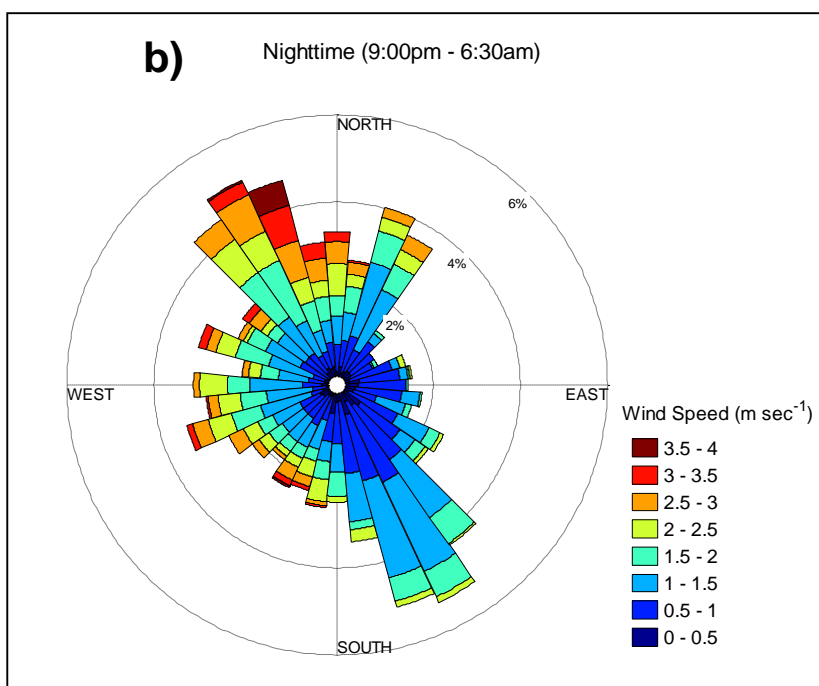 b)
Nighttime (9:00pm - 6:30am)
NORTH
6%
4%
2%
WEST
EAST
SOUTH
Wind Speed (m sec-1)
3.5 - 4
3 - 3.5
2.5 - 3
2 - 2.5
1.5 - 2
1 - 1.5
0.5 - 1
0 - 0.5